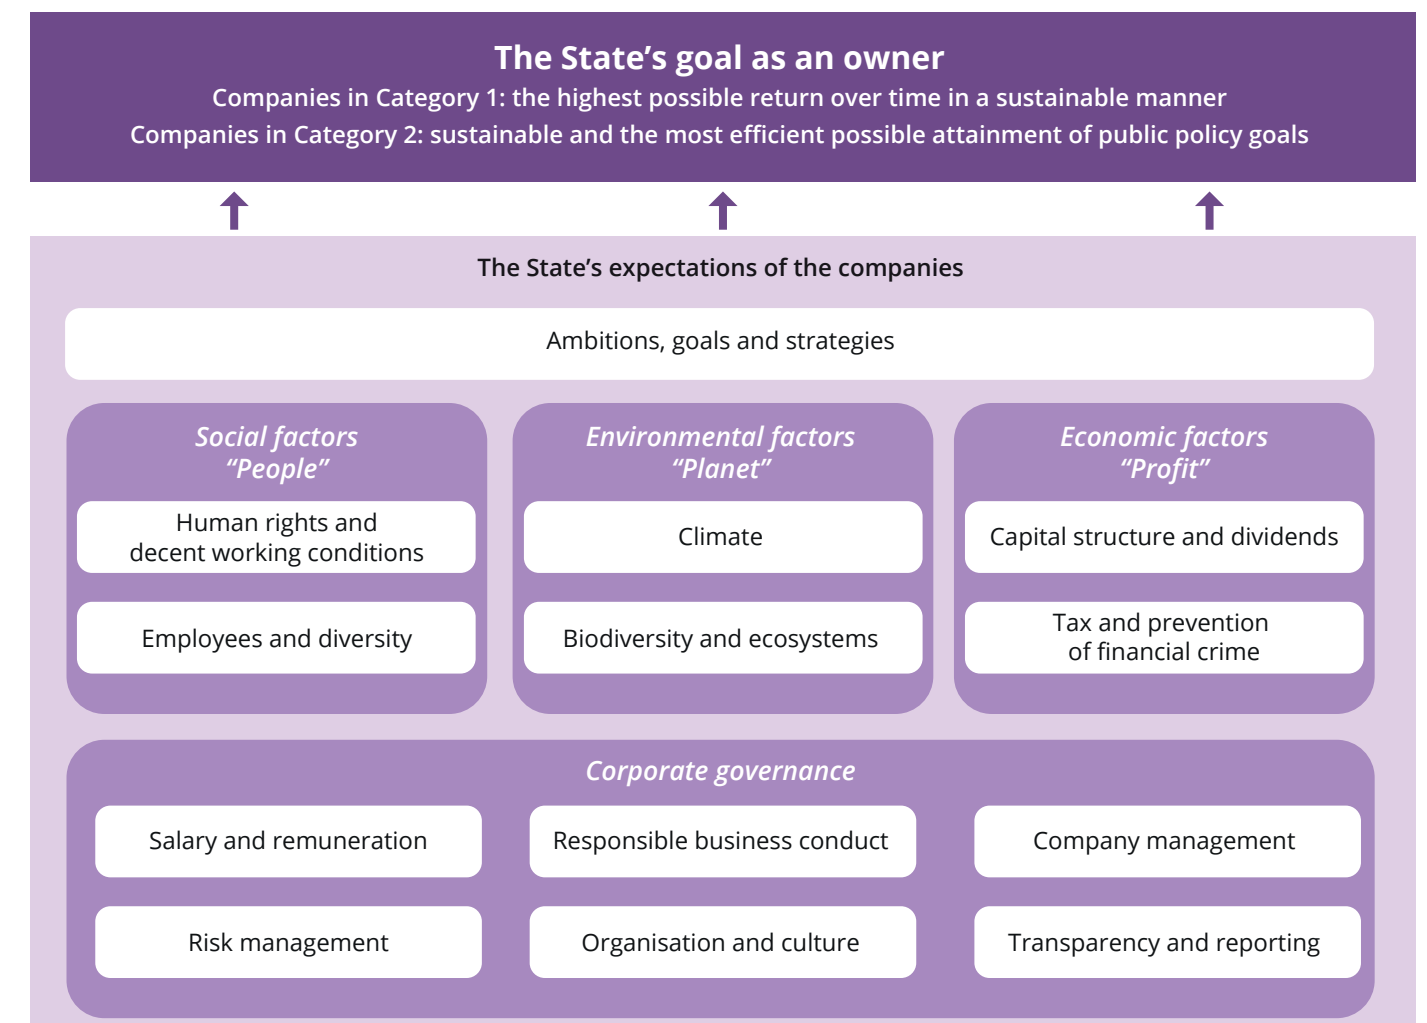 The State’s goal as an owner
Companies in Category 1: the highest possible return over time in a sustainable manner
Companies in Category 2: sustainable and the most efficient possible attainment of public policy goals
The State’s expectations of the companies
Ambitions, goals and strategies
Social factors
“People”
Human rights and
decent working conditions
Employees and diversity
Environmental factors
“Planet”
Climate
Biodiversity and ecosystems
Economic factors
“Profit”
Capital structure and dividends
Tax and prevention
of financial crime
Corporate governance
Salary and remuneration
Responsible business conduct
Company management
Risk management
Organisation and culture
Transparency and reporting